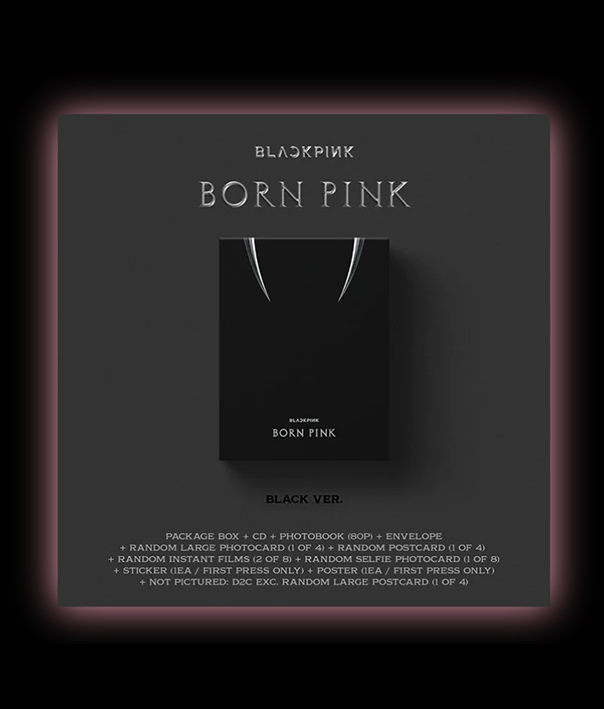 BLACKPINK
BORN PINK
BLACKPINK
BORN PINK
BLACK VER.
PACKAGE BOX + CD + PHOTOBOOK (80P) + ENVELOPE
+ RANDOM LARGE PHOTOCARD (1 OF 4) + RANDOM POSTCARD (1 OF 4)
+ RANDOM INSTANT FILMS (2 OF 8) + RANDOM SELFIE PHOTOCARD (1 OF 8)
+ STICKER (1EA / FIRST PRESS ONLY) + POSTER (1EA / FIRST PRESS ONLY)
+ NOT PICTURED: D2C EXC. RANDOM LARGE POSTCARD (1 OF 4)